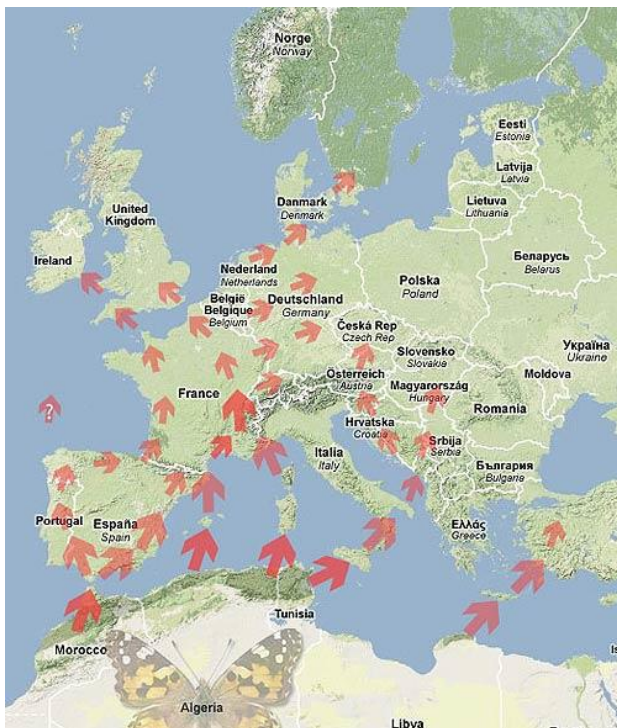 Norge
Norway
Eesti
Estonia
Latvija
Latvia
Danmark
Denmark
Lietuva
Lithuania
United
Kingdom
Ireland
Беларусь
Belarus
Nederland
Netherlands
Polska
Poland
België
Belgique
Belgium
Deutschland
Germany
Česká Rep
Czech Rep
Україна
Ukraine
Slovensko
Slovakia
Österreich
Austria
Magyarország
Hungary
Moldova
France
Romania
?
Hrvatska
Croatia
Srbija
Serbia
Italia
Italy
България
Bulgaria
Portugal
España
Spain
Ελλάς
Greece
Tunisia
Morocco
Algeria
Libya